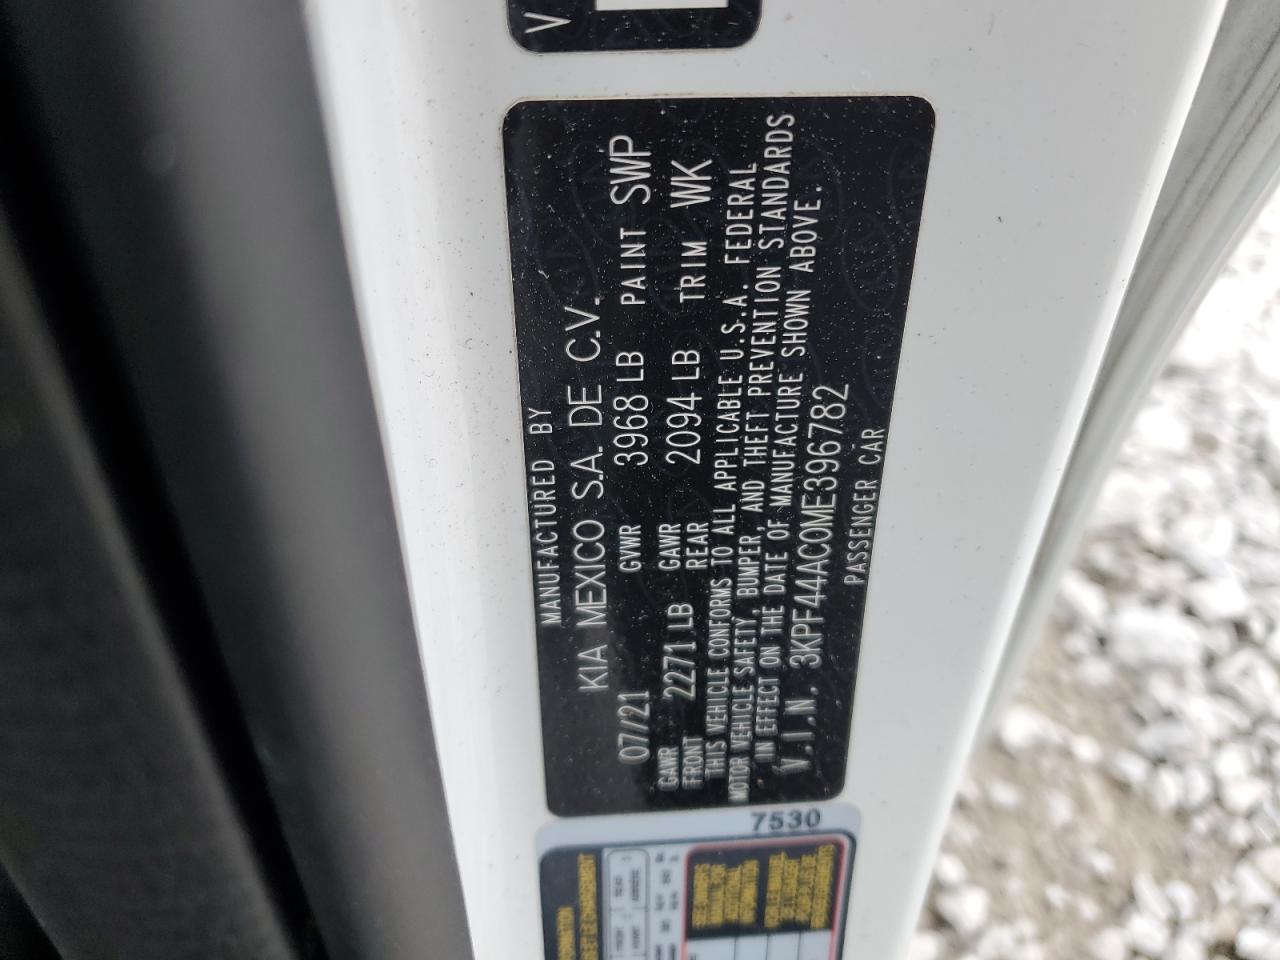 V
MANUFACTURED BY
KIA MEXICO S.A. DE C.V.
07/21 GVWR 3968 LB PAINT SWP
GAWR FRONT 2271 LB GAWR REAR 2094 LB TRIM WK
THIS VEHICLE CONFORMS TO ALL APPLICABLE U.S.A. FEDERAL
MOTOR VEHICLE SAFETY, BUMPER, AND THEFT PREVENTION STANDARDS
IN EFFECT ON THE DATE OF MANUFACTURE SHOWN ABOVE.
V.I.N. 3KPF44AC0ME396782
PASSENGER CAR
7530